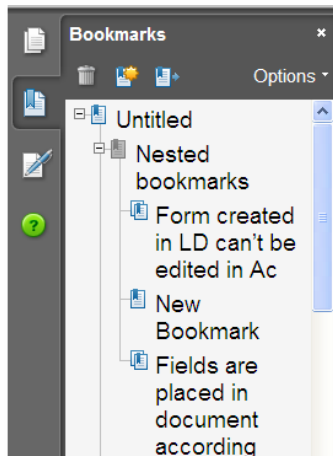 Bookmarks
Options
Untitled
Nested
bookmarks
Form created
in LD can't be
edited in Ac
New
Bookmark
Fields are
placed in
document
according